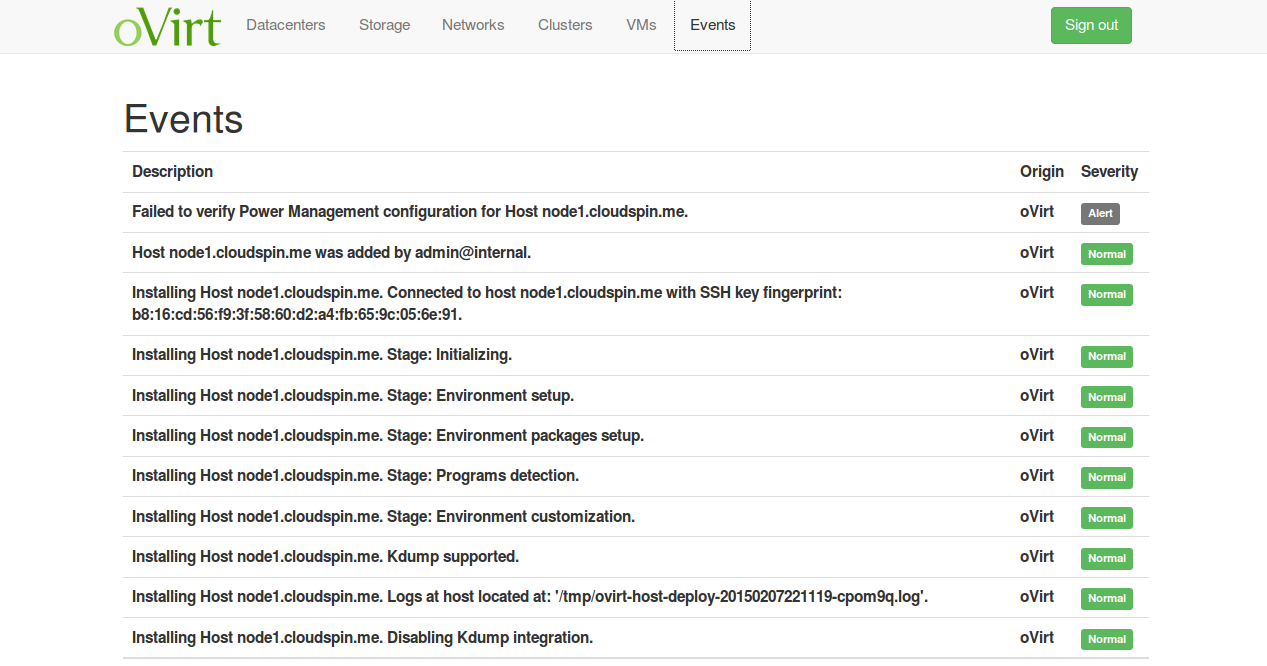 oVirt Datacenters Storage Networks Clusters VMs Events Sign out
Events
Description Origin Severity
Failed to verify Power Management configuration for Host node1.cloudspin.me. oVirt Alert
Host node1.cloudspin.me was added by admin@internal. oVirt Normal
Installing Host node1.cloudspin.me. Connected to host node1.cloudspin.me with SSH key fingerprint: oVirt Normal
b8:16:cd:56:f9:3f:58:60:d2:a4:fb:65:9c:05:6e:91.
Installing Host node1.cloudspin.me. Stage: Initializing. oVirt Normal
Installing Host node1.cloudspin.me. Stage: Environment setup. oVirt Normal
Installing Host node1.cloudspin.me. Stage: Environment packages setup. oVirt Normal
Installing Host node1.cloudspin.me. Stage: Programs detection. oVirt Normal
Installing Host node1.cloudspin.me. Stage: Environment customization. oVirt Normal
Installing Host node1.cloudspin.me. Kdump supported. oVirt Normal
Installing Host node1.cloudspin.me. Logs at host located at: '/tmp/ovirt-host-deploy-20150207221119-cpom9q.log'. oVirt Normal
Installing Host node1.cloudspin.me. Disabling Kdump integration. oVirt Normal